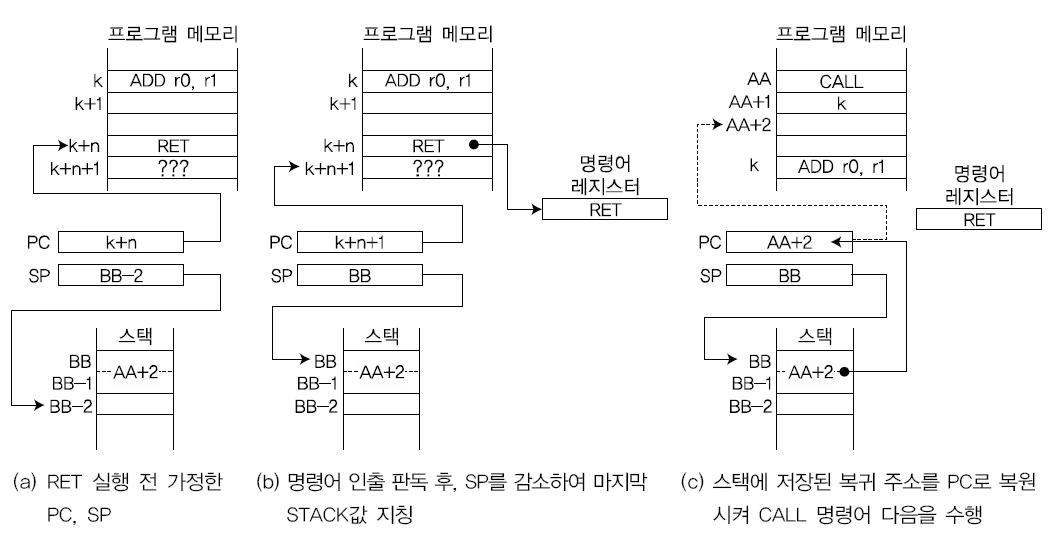 프로그램 메모리
k ADD r0, r1
k+1
k+n RET
k+n+1 ???
PC k+n
SP BB-2
스택
BB
AA+2
BB-1
BB-2
(a) RET 실행 전 가정한
PC, SP
프로그램 메모리
k ADD r0, r1
k+1
k+n RET
k+n+1 ???
명령어
레지스터
RET
PC k+n+1
SP BB
스택
BB
AA+2
BB-1
BB-2
(b) 명령어 인출 판독 후, SP를 감소하여 마지막
STACK값 지칭
프로그램 메모리
AA CALL
AA+1 k
AA+2
k ADD r0, r1
명령어
레지스터
RET
PC AA+2
SP BB
스택
BB
AA+2
BB-1
BB-2
(c) 스택에 저장된 복귀 주소를 PC로 복원
시켜 CALL 명령어 다음을 수행